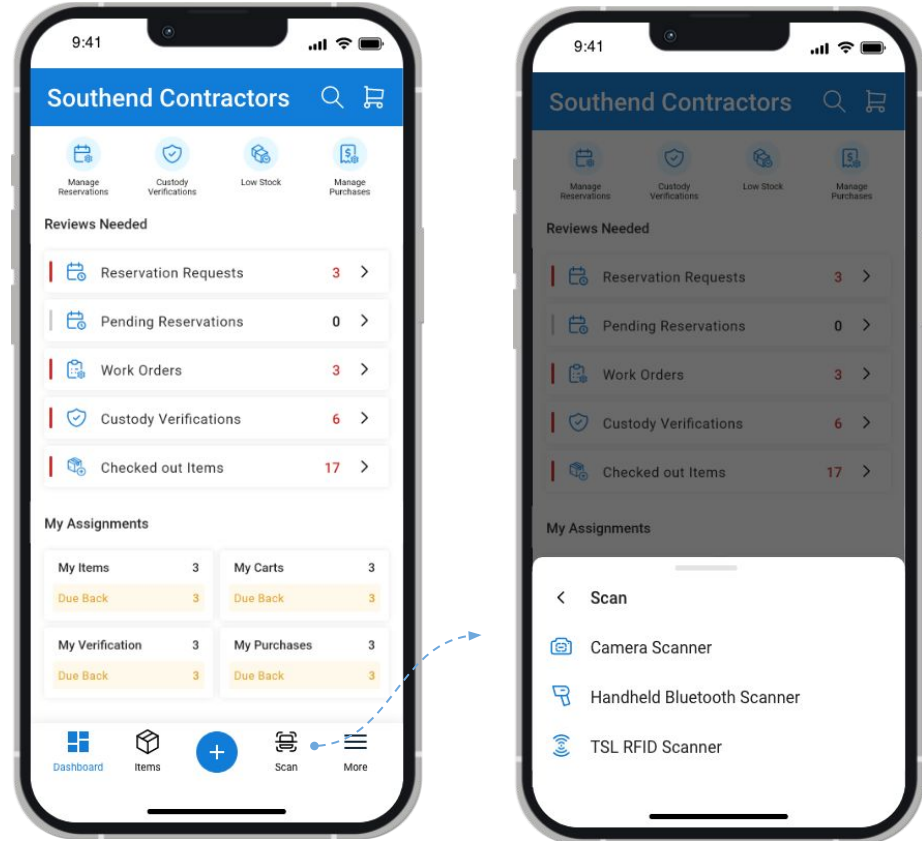 9:41
Southend Contractors
Manage
Reservations
Custody
Verifications
Low Stock
Manage
Purchases
Reviews Needed
Reservation Requests 3
Pending Reservations 0
Work Orders 3
Custody Verifications 6
Checked out Items 17
My Assignments
My Items 3
Due Back 3
My Carts 3
Due Back 3
My Verification 3
Due Back 3
My Purchases 3
Due Back 3
Dashboard
Items
Scan
More
9:41
Southend Contractors
Manage
Reservations
Custody
Verifications
Low Stock
Manage
Purchases
Reviews Needed
Reservation Requests 3
Pending Reservations 0
Work Orders 3
Custody Verifications 6
Checked out Items 17
My Assignments
Scan
Camera Scanner
Handheld Bluetooth Scanner
TSL RFID Scanner